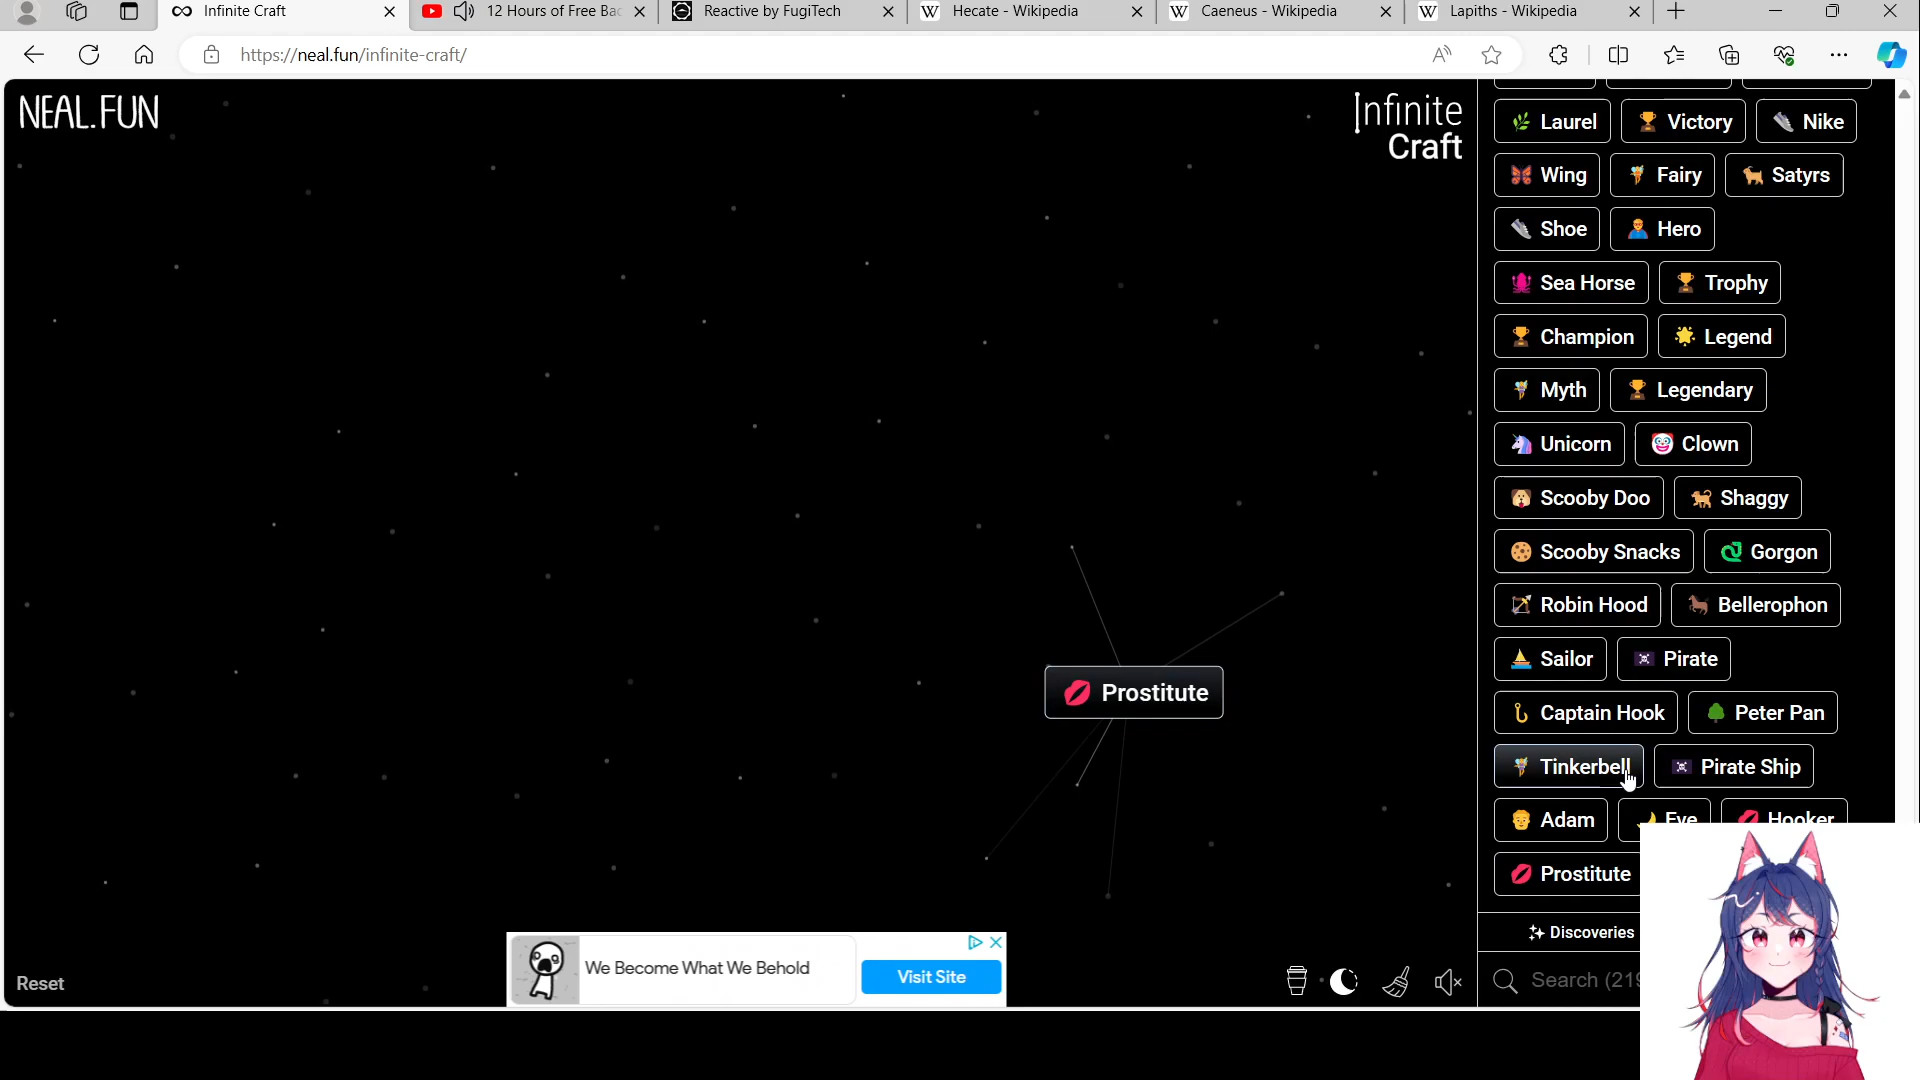 Infinite Craft
12 Hours of Free Bac
Reactive by FugiTech
Hecate - Wikipedia
Caeneus - Wikipedia
Lapiths - Wikipedia
https://neal.fun/infinite-craft/
NEAL.FUN
Infinite
Craft
Laurel Victory Nike
Wing Fairy Satyrs
Shoe Hero
Sea Horse Trophy
Champion Legend
Myth Legendary
Unicorn Clown
Scooby Doo Shaggy
Scooby Snacks Gorgon
Robin Hood Bellerophon
Sailor Pirate
Prostitute
Captain Hook Peter Pan
Tinkerbell Pirate Ship
Adam Eve Hooker
Prostitute
Discoveries
We Become What We Behold
Visit Site
Reset
Search (219